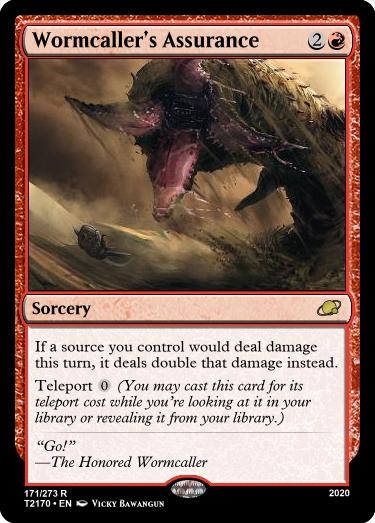 Wormcaller's Assurance 2
Sorcery
If a source you control would deal damage
this turn, it deals double that damage instead.
Teleport 0 (You may cast this card for its
teleport cost while you're looking at it in your
library or revealing it from your library.)
"Go!"
—The Honored Wormcaller
171/273 R 2020
T2170 • EN Vicky Bawangun